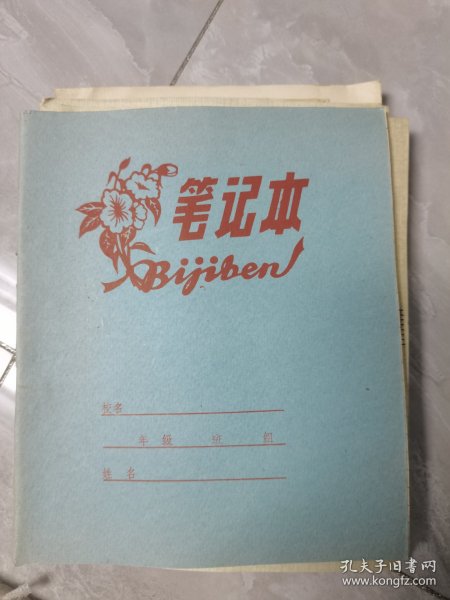 笔记本
Bijiben
校名
年级 班 组
姓名
孔夫子旧书网
www.kongfz.com